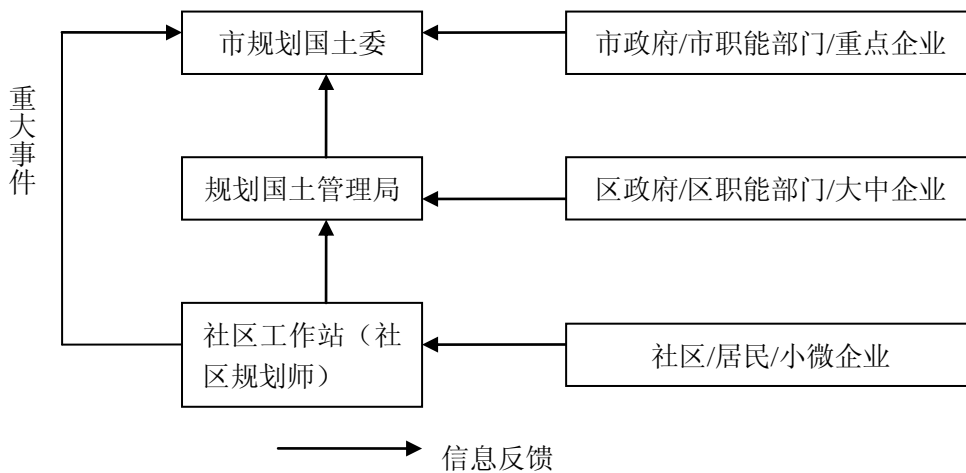 市规划国土委
市政府/市职能部门/重点企业
重大事件
规划国土管理局
区政府/区职能部门/大中企业
社区工作站（社
区规划师）
社区/居民/小微企业
信息反馈